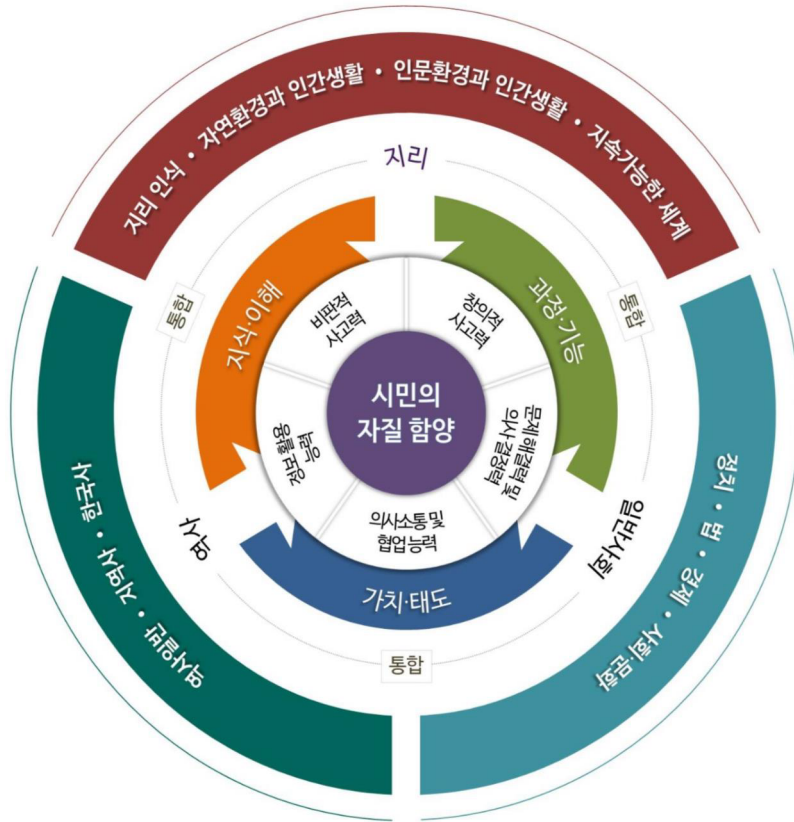 지리 인식 • 자연환경과 인간생활 • 인문환경과 인간생활 • 지속가능한 세계
지리
통합
통합
지식·이해
과정·기능
비판적
사고력
창의적
사고력
시민의
자질 함양
정보 활용
능력
문제 해결력 및
의사 결정력
의사소통 및
협업 능력
역사
일반사회
가치·태도
통합
역사일반 • 지역사 • 한국사
정치 • 법 • 경제 • 사회·문화